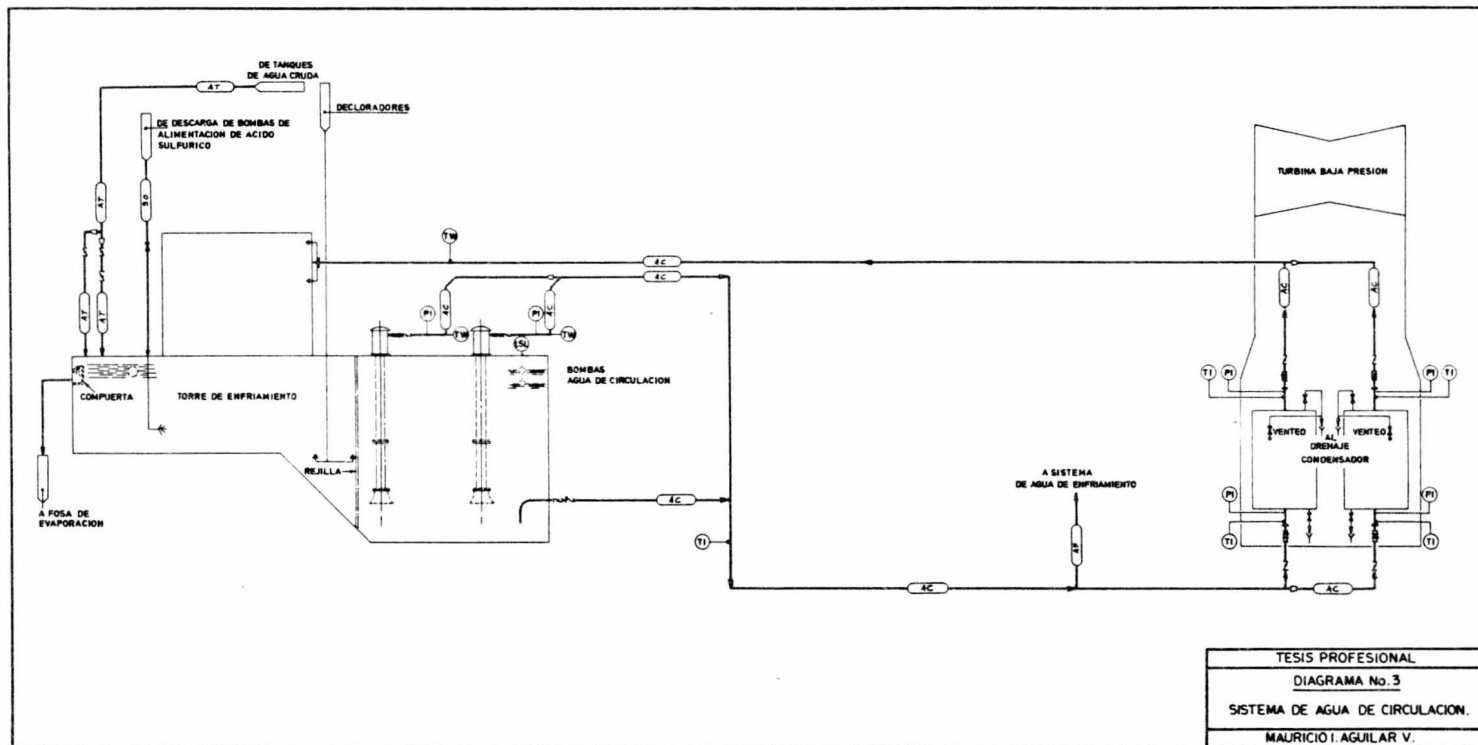 DE TANQUES
DE AGUA CRUDA
AT
DECLORADORES
DE DESCARGA DE BOMBAS DE
ALIMENTACION DE ACIDO
SULFURICO
AT
TURBINA BAJA PRESION
TW
AC
AC
AC
AC
AC
AC
AT
AT
PI
PI
TW
TW
LSL
BOMBAS
AGUA DE CIRCULACION
COMPUERTA
TORRE DE ENFRIAMIENTO
TI
PI
PI
TI
VENTEO
VENTEO
AL
DRENAJE
CONDENSADOR
REJILLA
A SISTEMA
DE AGUA DE ENFRIAMIENTO
AC
PI
PI
A FOSA DE
EVAPORACION
TI
TI
TI
AC
AC
TESIS PROFESIONAL
DIAGRAMA No. 3
SISTEMA DE AGUA DE CIRCULACION.
MAURICIO I. AGUILAR V.